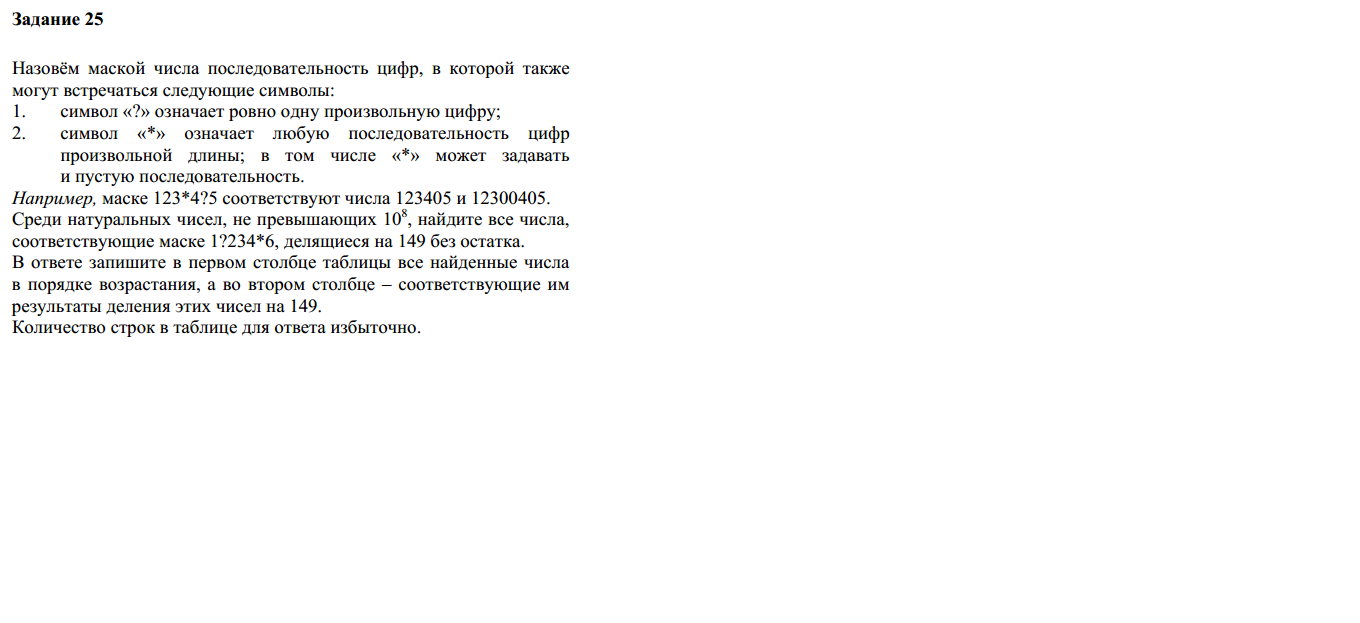 Задание 25
Назовём маской числа последовательность цифр, в которой также
могут встречаться следующие символы:
1. символ «?» означает ровно одну произвольную цифру;
2. символ «*» означает любую последовательность цифр
произвольной длины; в том числе «*» может задавать
и пустую последовательность.
Например, маске 123*4?5 соответствуют числа 123405 и 12300405.
Среди натуральных чисел, не превышающих 10⁸, найдите все числа,
соответствующие маске 1?234*6, делящиеся на 149 без остатка.
В ответе запишите в первом столбце таблицы все найденные числа
в порядке возрастания, а во втором столбце – соответствующие им
результаты деления этих чисел на 149.
Количество строк в таблице для ответа избыточно.